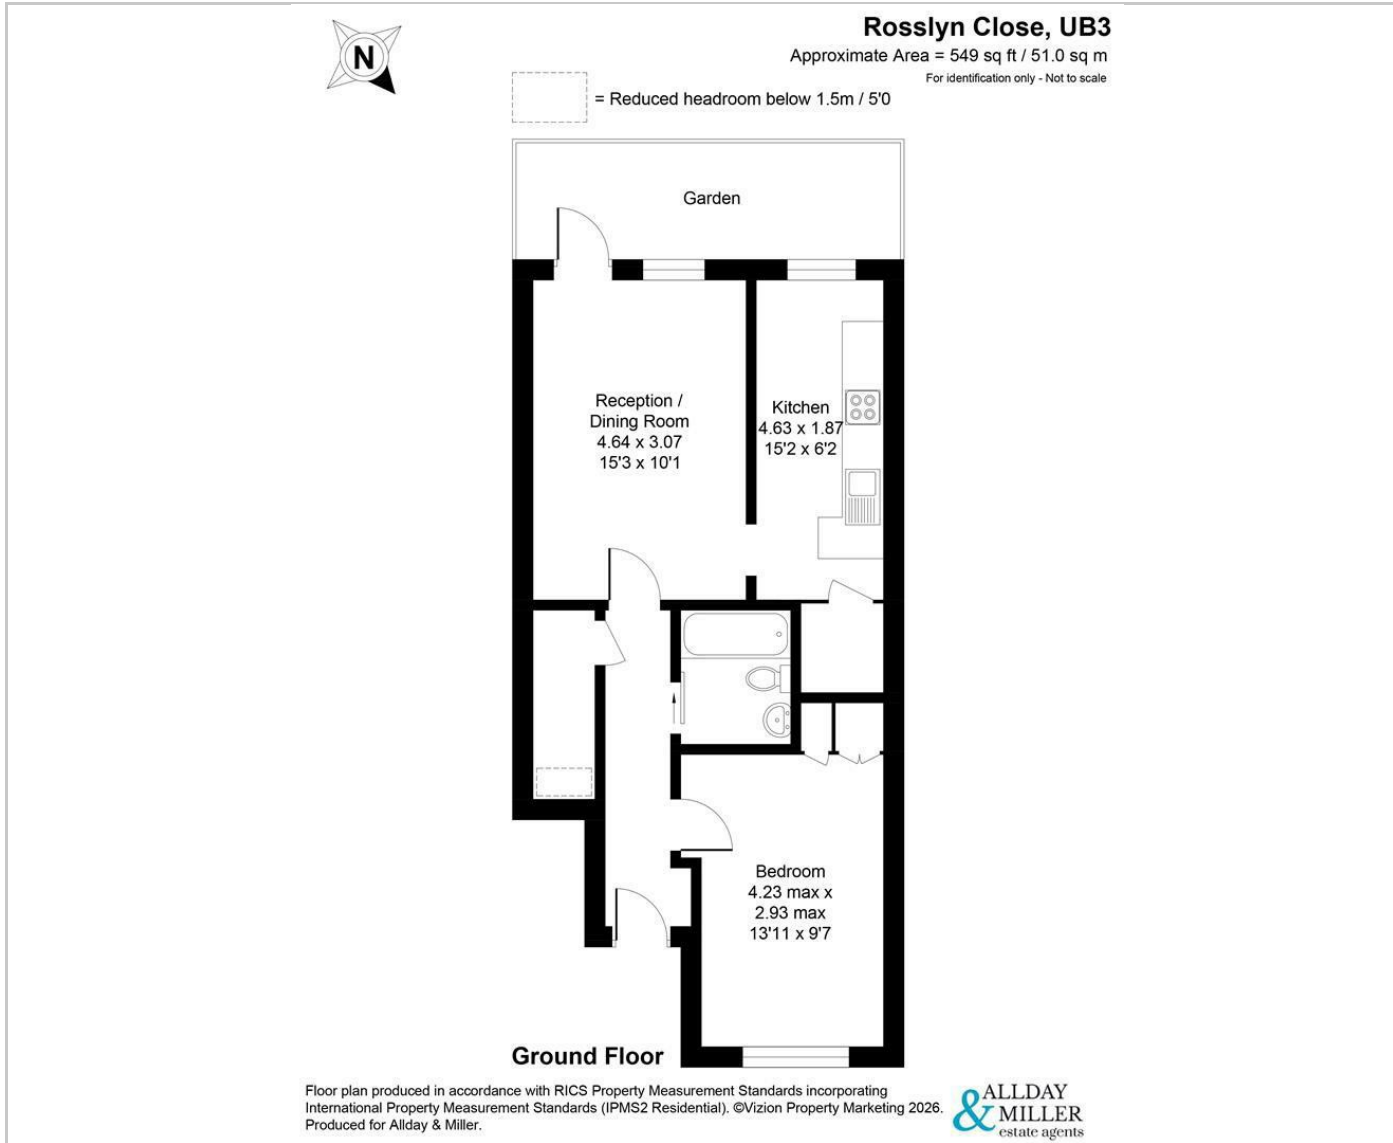 N
Rosslyn Close, UB3
Approximate Area = 549 sq ft / 51.0 sq m
For identification only - Not to scale
= Reduced headroom below 1.5m / 5'0
Garden
Reception /
Dining Room
4.64 x 3.07
15'3 x 10'1
Kitchen
4.63 x 1.87
15'2 x 6'2
Bedroom
4.23 max x
2.93 max
13'11 x 9'7
Ground Floor
Floor plan produced in accordance with RICS Property Measurement Standards incorporating
International Property Measurement Standards (IPMS2 Residential). ©Vizion Property Marketing 2026.
Produced for Allday & Miller.
ALLDAY
& MILLER
estate agents